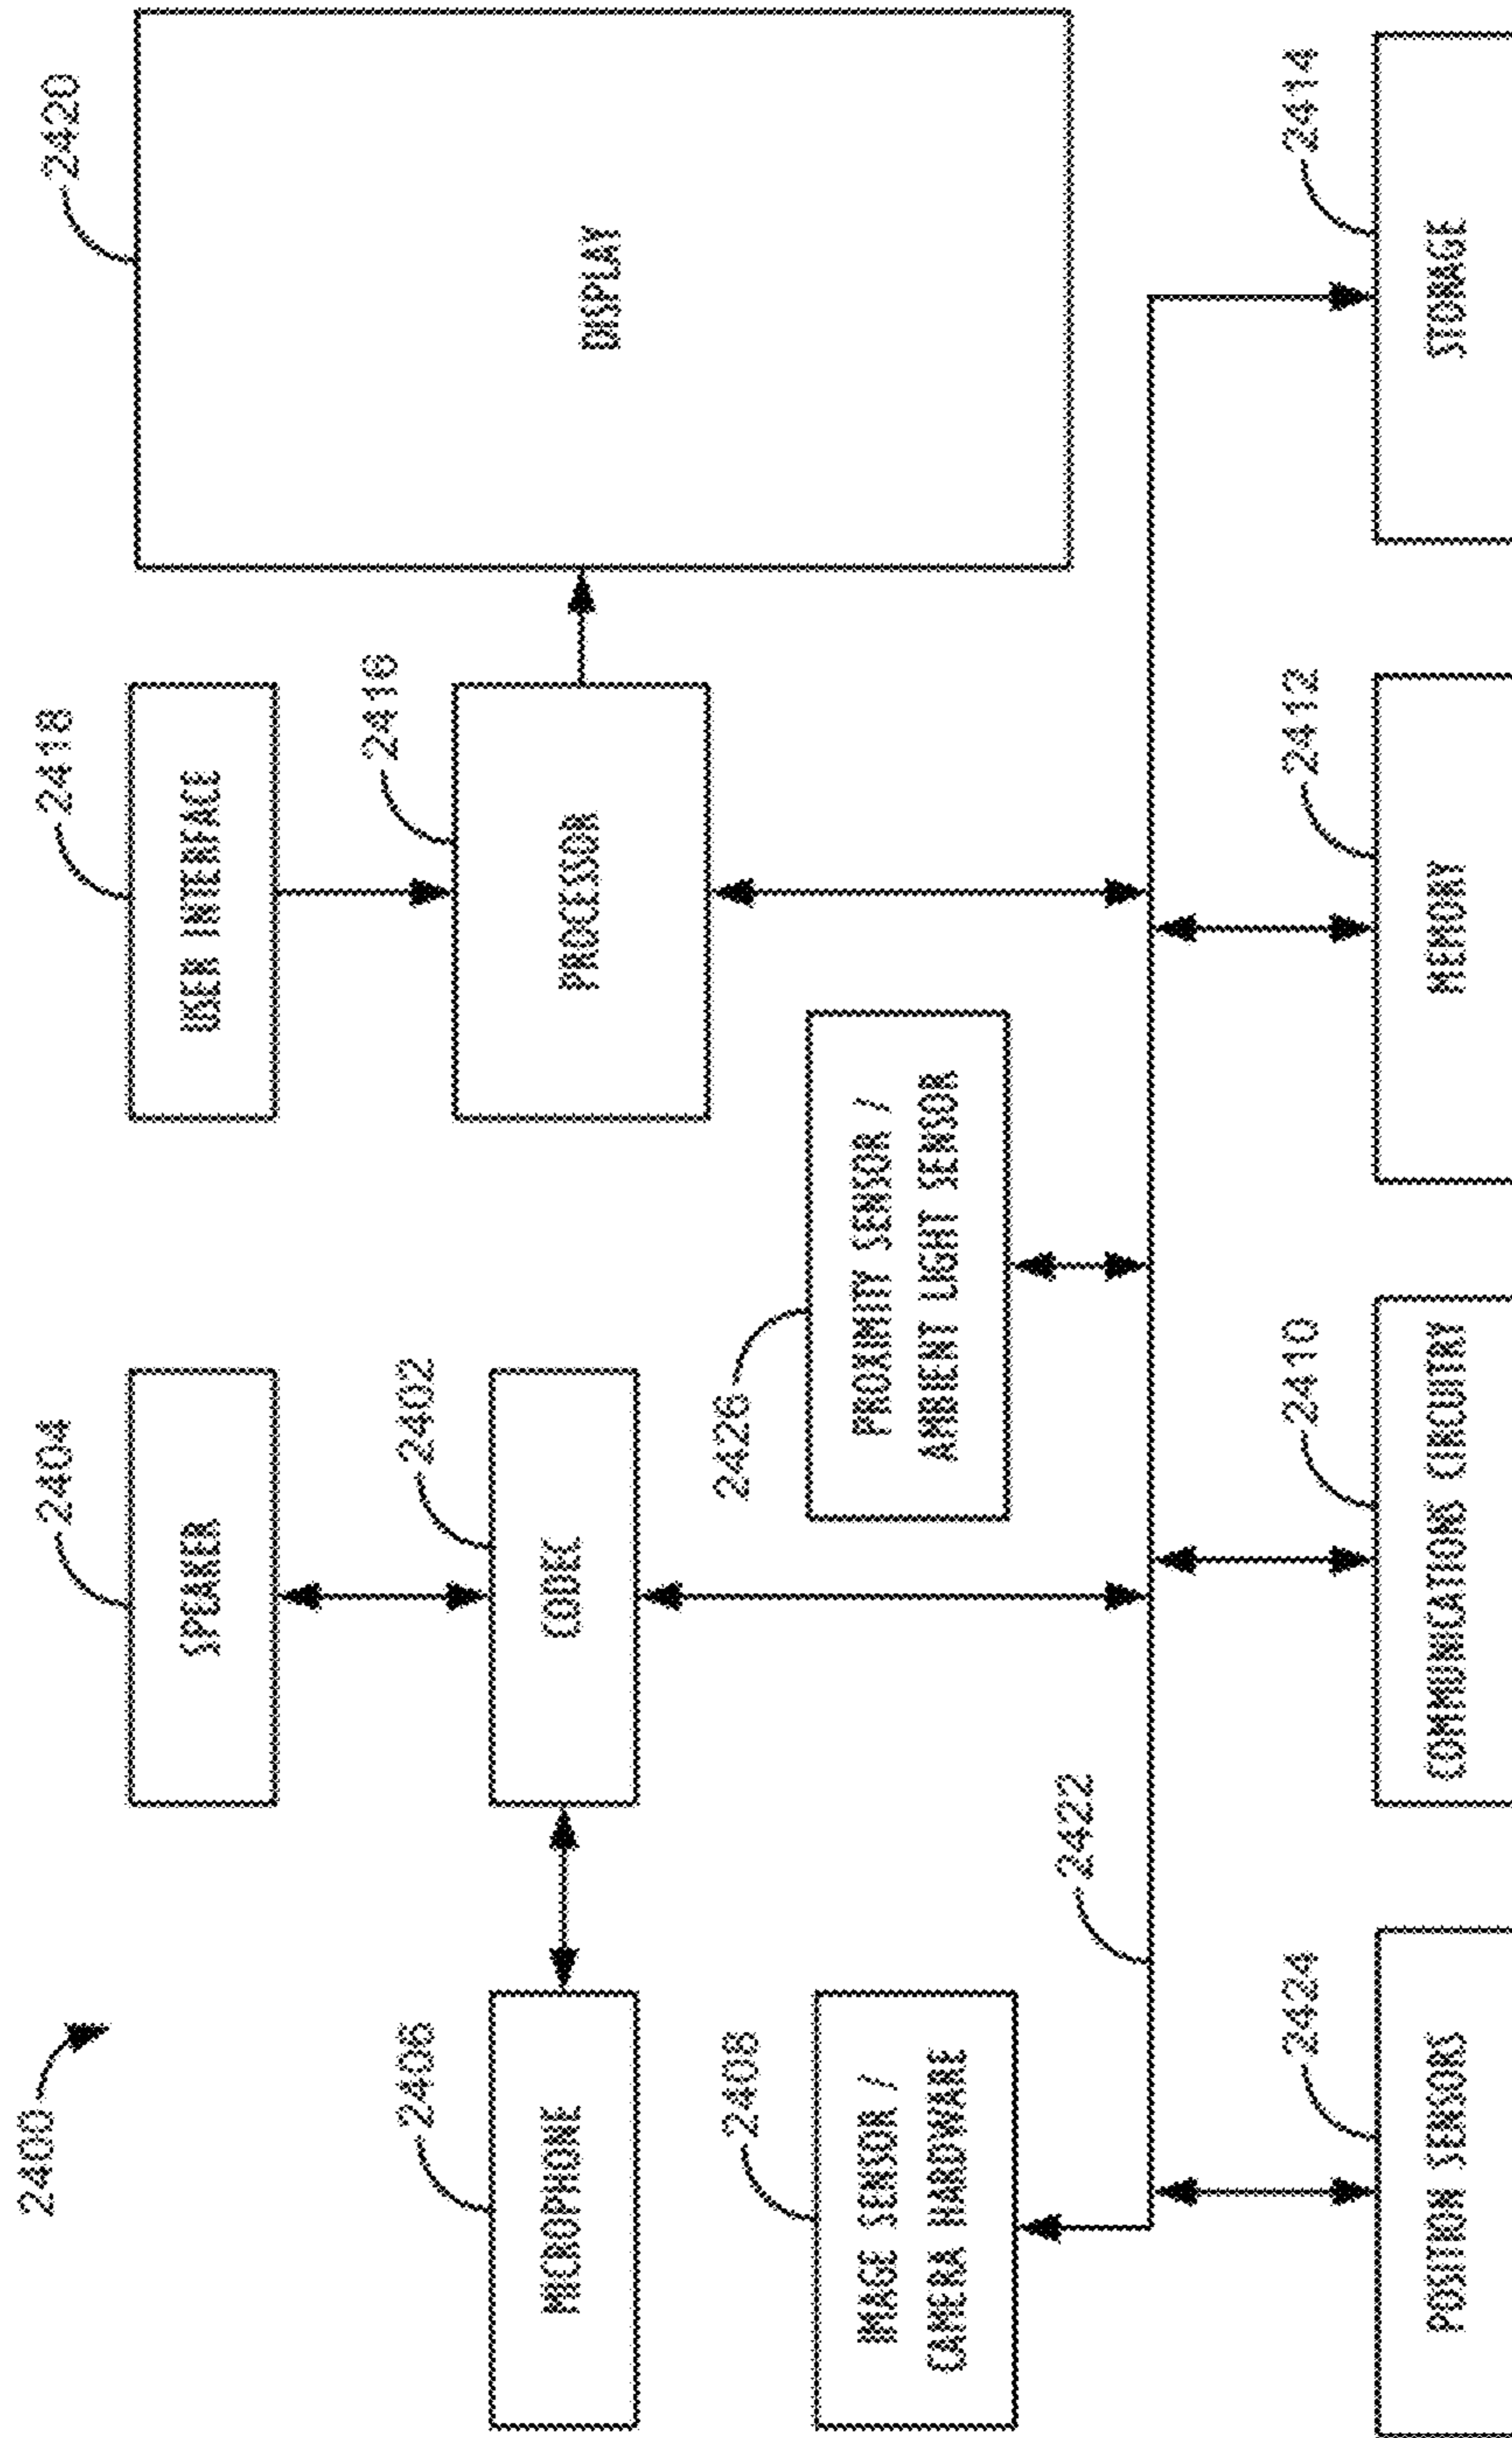 2400
2404
SPEAKER
2418
USER INTERFACE
2420
DISPLAY
2406
MICROPHONE
2402
CODEC
2416
PROCESSOR
2408
IMAGE SENSOR /
CAMERA HARDWARE
2426
PROXIMITY SENSOR /
AMBIENT LIGHT SENSOR
2422
2424
POSITION SENSORS
2410
COMMUNICATIONS CIRCUITRY
2412
MEMORY
2414
STORAGE